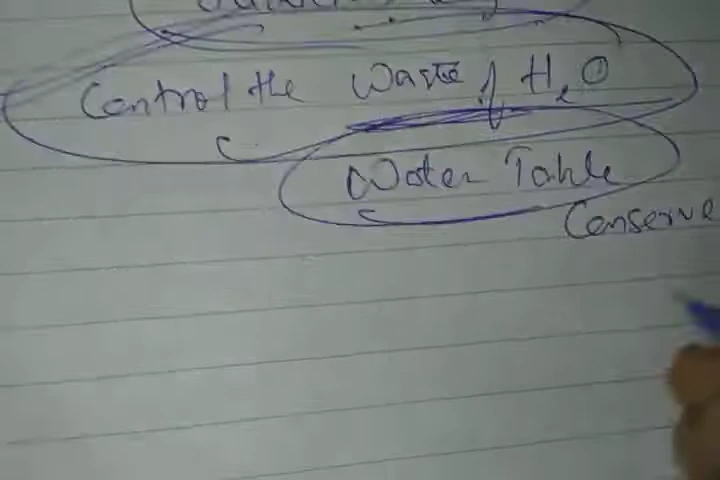 Control the Waste of H2O
Water Table
Conserve